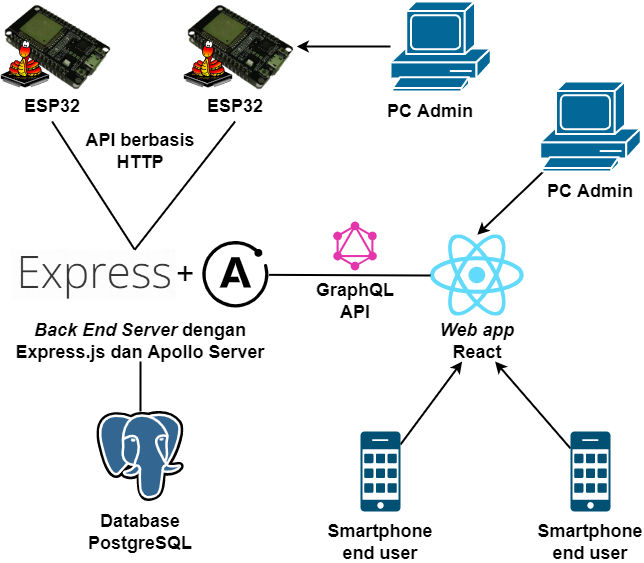 ESP32
ESP32
PC Admin
API berbasis
HTTP
PC Admin
Express
+
A
GraphQL
API
Back End Server dengan
Express.js dan Apollo Server
Web app
React
Database
PostgreSQL
Smartphone
end user
Smartphone
end user